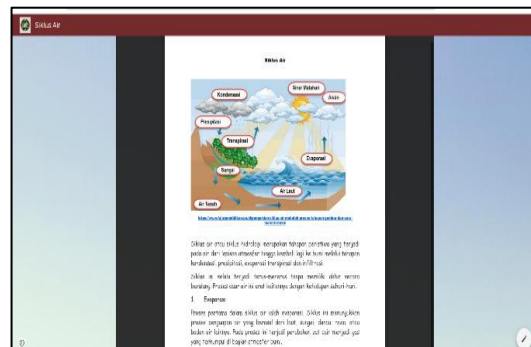 Siklus Air
Siklus Air
Kondensasi
Sinar Matahari
Awan
Presipitasi
Transpirasi
Sungai
Evaporasi
Air Laut
Air Tanah
Siklus air atau siklus hidrologi merupakan tahapan peristiwa yang terjadi
pada air dari lapisan atmosfer hingga kembali lagi ke bumi melalui tahapan
kondensasi, presipitasi, evaporasi transpirasi dan infiltrasi.
Siklus ini selalu terjadi terus-menerus tanpa memiliki akhir secara
berulang. Proses daur air ini erat kaitannya dengan kehidupan sehari-hari.
1. Evaporasi
Proses pertama dalam siklus air ialah evaporasi. Siklus ini menunjukkan
proses penguapan air yang berasal dari laut, sungai, danau, rawa, atau
badan air lainnya. Pada proses ini terjadi perubahan zat cair menjadi gas
yang terkumpul di bagian atmosfer bumi.